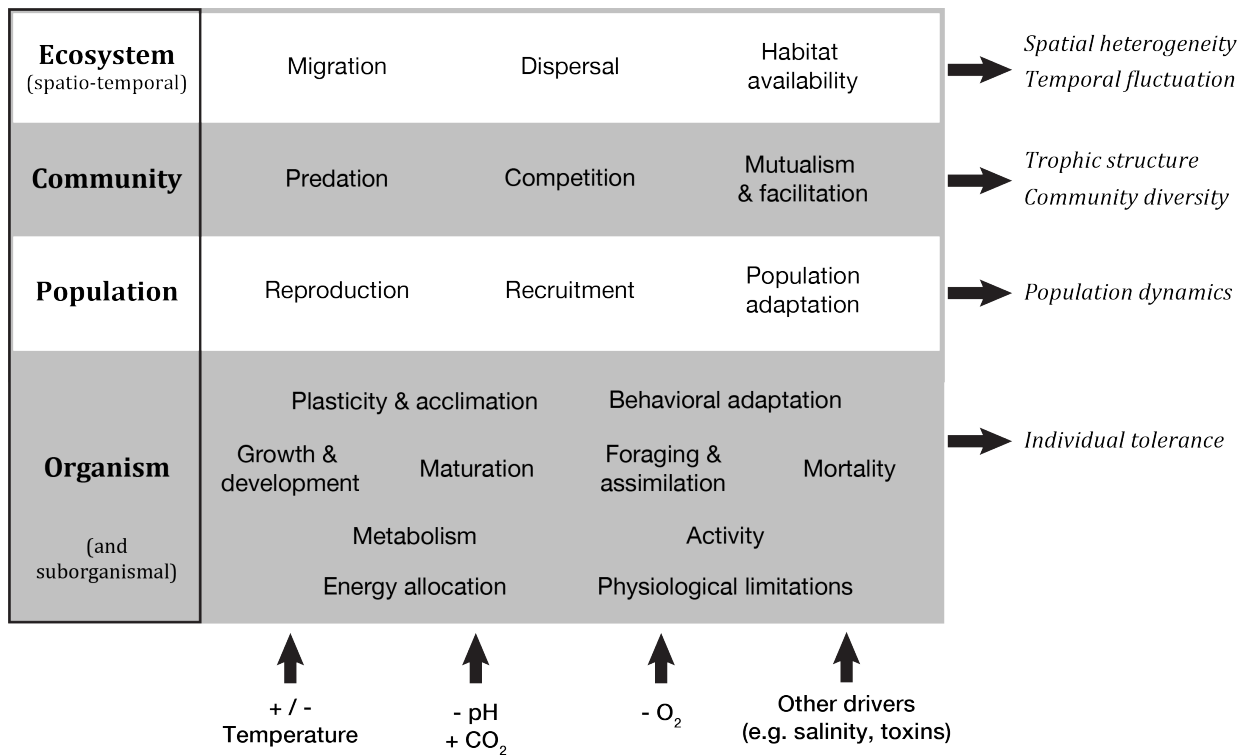 Ecosystem
(spatio-temporal)
Migration
Dispersal
Habitat
availability
Spatial heterogeneity
Temporal fluctuation
Community
Predation
Competition
Mutualism
& facilitation
Trophic structure
Community diversity
Population
Reproduction
Recruitment
Population
adaptation
Population dynamics
Organism
(and
suborganismal)
Plasticity & acclimation
Behavioral adaptation
Growth &
development
Maturation
Foraging &
assimilation
Mortality
Metabolism
Activity
Energy allocation
Physiological limitations
Individual tolerance
+ / -
Temperature
- pH
+ CO₂
- O₂
Other drivers
(e.g. salinity, toxins)